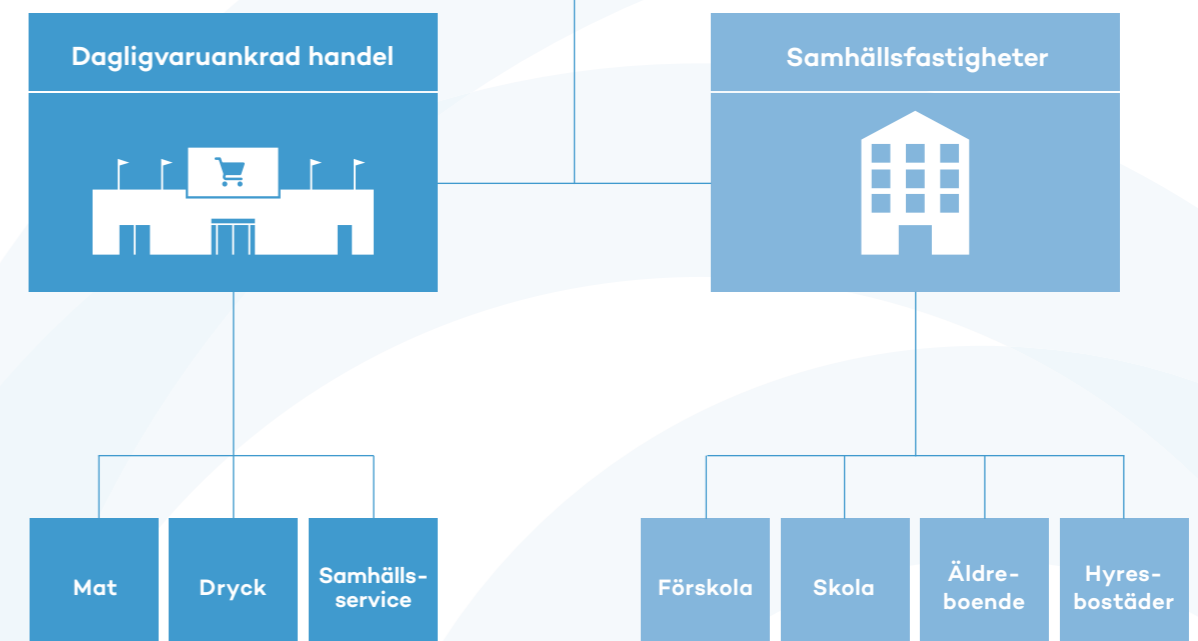 Dagligvaruankrad handel
Samhällsfastigheter
Mat
Dryck
Samhälls-
service
Förskola
Skola
Äldre-
boende
Hyres-
bostäder